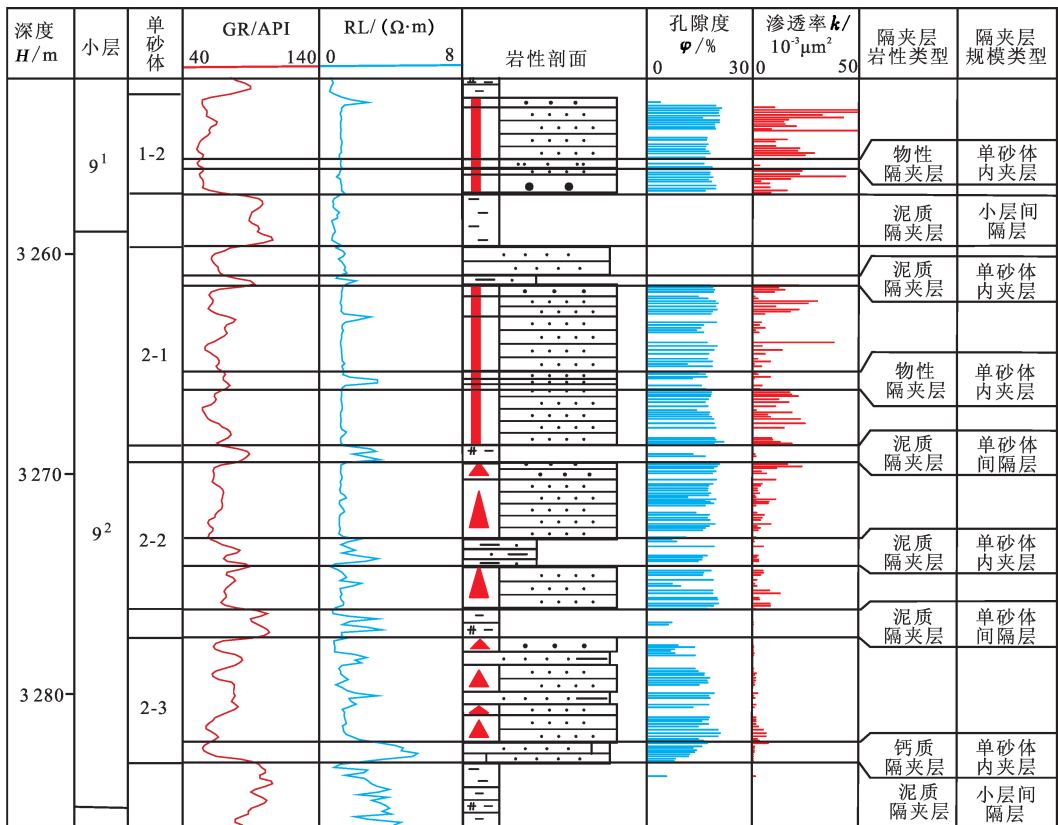 深度
H/m
小层
单砂体
GR/API
40 140
RL/(Ω·m)
0 8
岩性剖面
孔隙度
φ/%
0 30
渗透率k/
10⁻³μm²
0 50
隔夹层
岩性类型
隔夹层
规模类型
3 260
3 270
3 280
9¹
9²
1-2
2-1
2-2
2-3
物性
隔夹层
单砂体
内夹层
泥质
隔夹层
小层间
隔层
泥质
隔夹层
单砂体
内夹层
物性
隔夹层
单砂体
内夹层
泥质
隔夹层
单砂体
间隔层
泥质
隔夹层
单砂体
内夹层
泥质
隔夹层
单砂体
间隔层
钙质
隔夹层
单砂体
内夹层
泥质
隔夹层
小层间
隔层